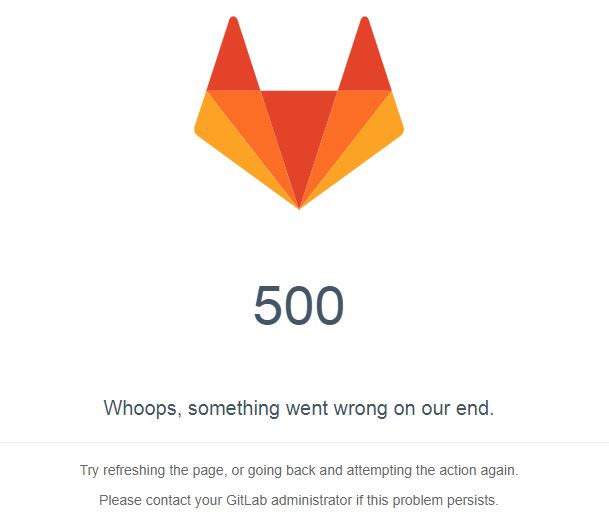 500
Whoops, something went wrong on our end.
Try refreshing the page, or going back and attempting the action again.
Please contact your GitLab administrator if this problem persists.